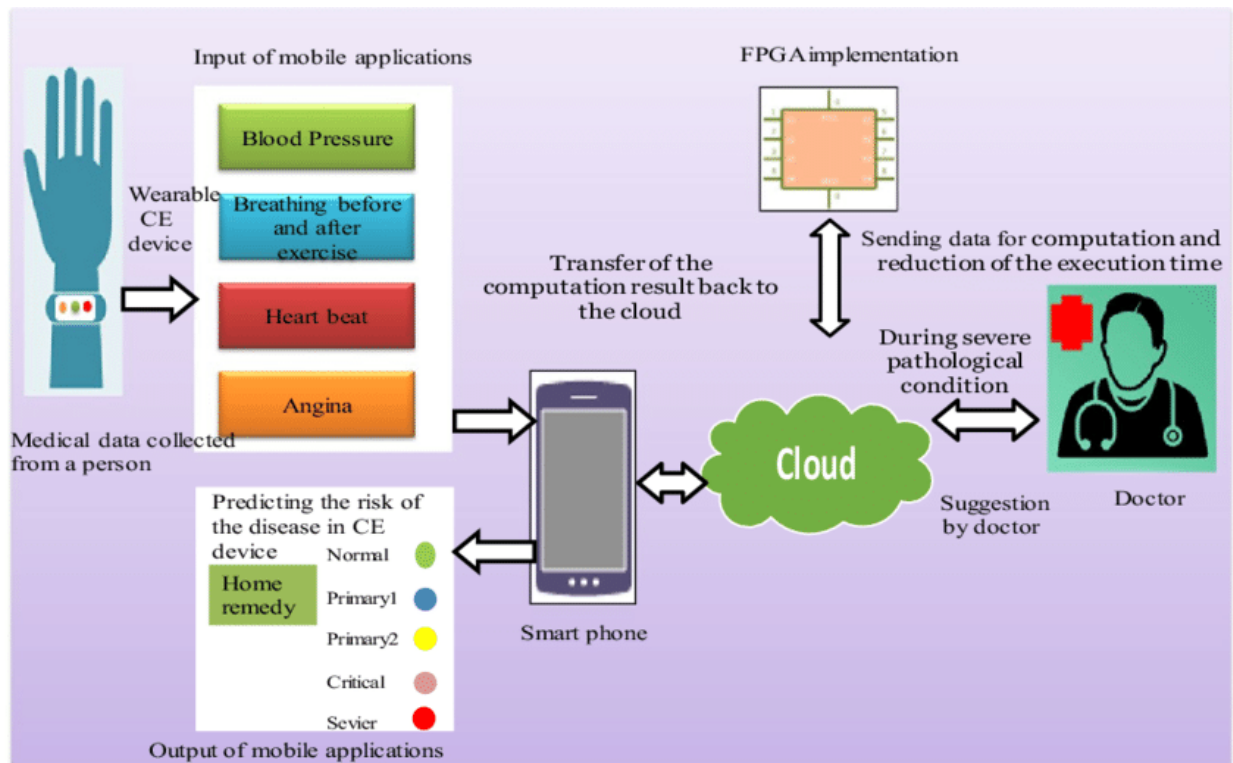 Input of mobile applications
FPGA implementation
Blood Pressure
Wearable
CE
device
Breathing before
and after
exercise
Heart beat
Angina
Medical data collected
from a person
Transfer of the
computation result back to
the cloud
Sending data for computation and
reduction of the execution time
During severe
pathological
condition
Cloud
Suggestion
by doctor
Doctor
Smart phone
Predicting the risk of
the disease in CE
device
Home
remedy
Normal
Primary1
Primary2
Critical
Sevier
Output of mobile applications